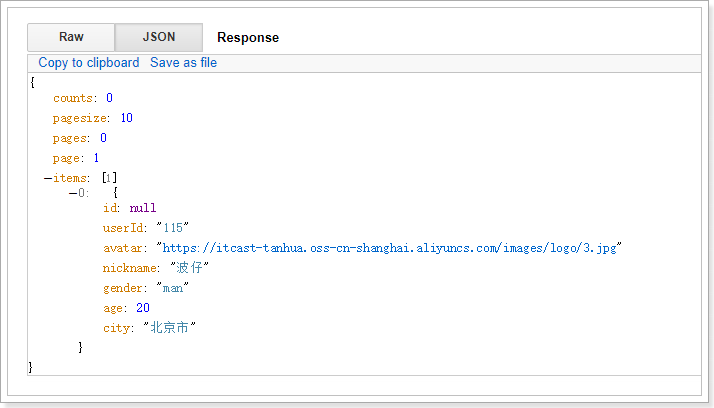 Raw JSON Response
Copy to clipboard Save as file
{
counts: 0
pagesize: 10
pages: 0
page: 1
−items: [1]
−0: {
id: null
userId: "115"
avatar: "https://itcast-tanhua.oss-cn-shanghai.aliyuncs.com/images/logo/3.jpg"
nickname: "波仔"
gender: "man"
age: 20
city: "北京市"
}
}